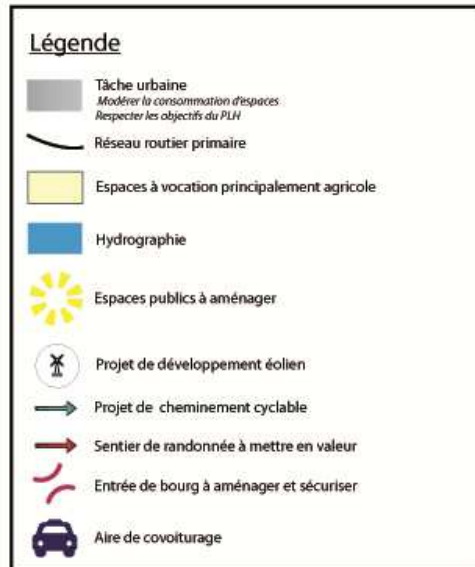 Légende
Tâche urbaine
Modérer la consommation d'espaces
Respecter les objectifs du PLH
Réseau routier primaire
Espaces à vocation principalement agricole
Hydrographie
Espaces publics à aménager
Projet de développement éolien
Projet de cheminement cyclable
Sentier de randonnée à mettre en valeur
Entrée de bourg à aménager et sécuriser
Aire de covoiturage